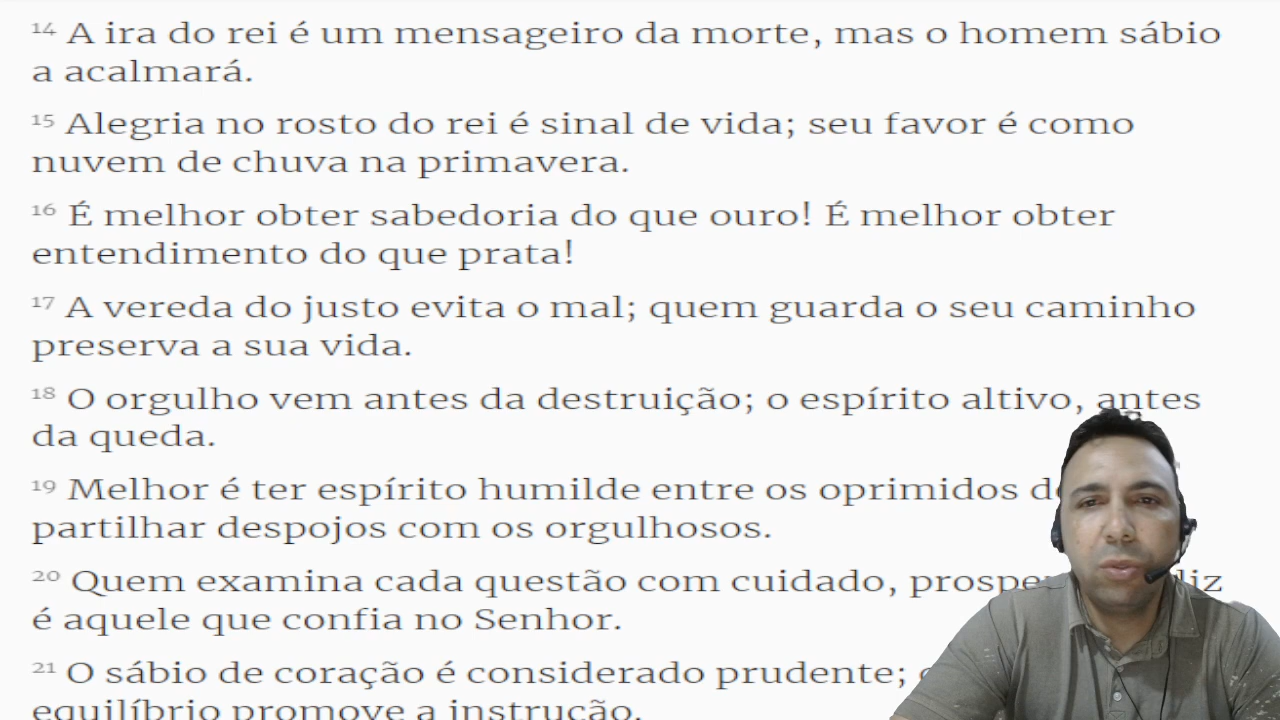 14 A ira do rei é um mensageiro da morte, mas o homem sábio
a acalmará.
15 Alegria no rosto do rei é sinal de vida; seu favor é como
nuvem de chuva na primavera.
16 É melhor obter sabedoria do que ouro! É melhor obter
entendimento do que prata!
17 A vereda do justo evita o mal; quem guarda o seu caminho
preserva a sua vida.
18 O orgulho vem antes da destruição; o espírito altivo, antes
da queda.
19 Melhor é ter espírito humilde entre os oprimidos
partilhar despojos com os orgulhosos.
20 Quem examina cada questão com cuidado,
é aquele que confia no Senhor.
21 O sábio de coração é considerado prudente;
equilíbrio promove a instrução.